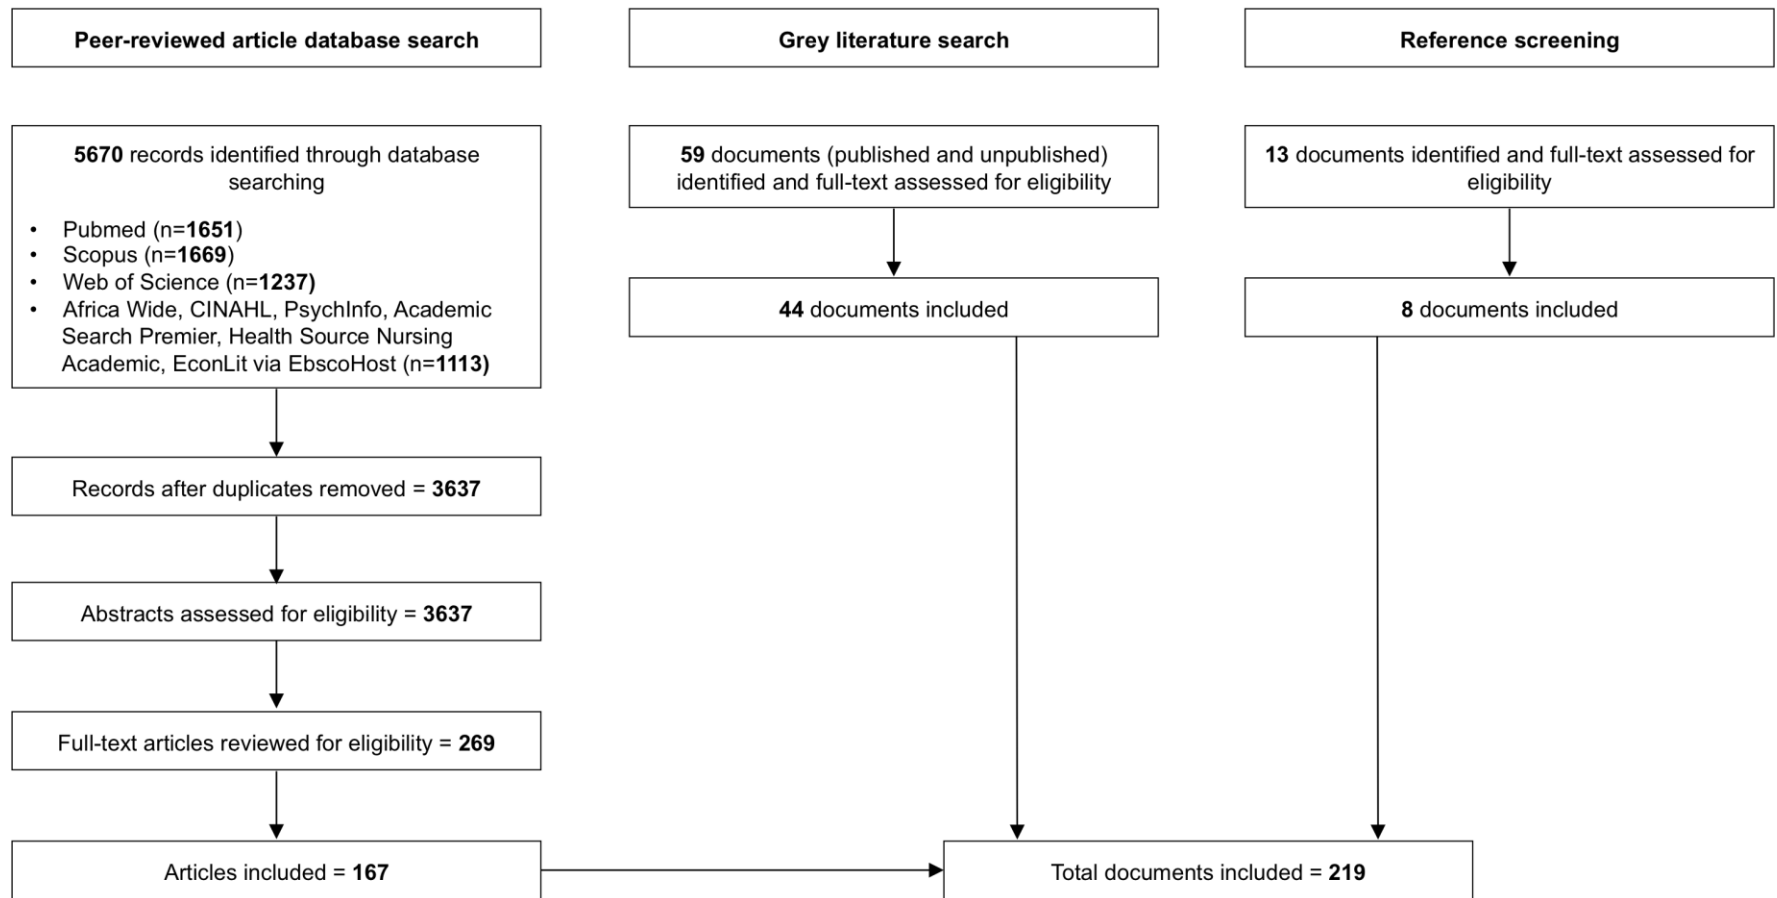 Peer-reviewed article database search
Grey literature search
Reference screening
5670 records identified through database
searching
• Pubmed (n=1651)
• Scopus (n=1669)
• Web of Science (n=1237)
• Africa Wide, CINAHL, PsychInfo, Academic
Search Premier, Health Source Nursing
Academic, EconLit via EbscoHost (n=1113)
59 documents (published and unpublished)
identified and full-text assessed for eligibility
13 documents identified and full-text assessed for
eligibility
44 documents included
8 documents included
Records after duplicates removed = 3637
Abstracts assessed for eligibility = 3637
Full-text articles reviewed for eligibility = 269
Articles included = 167
Total documents included = 219